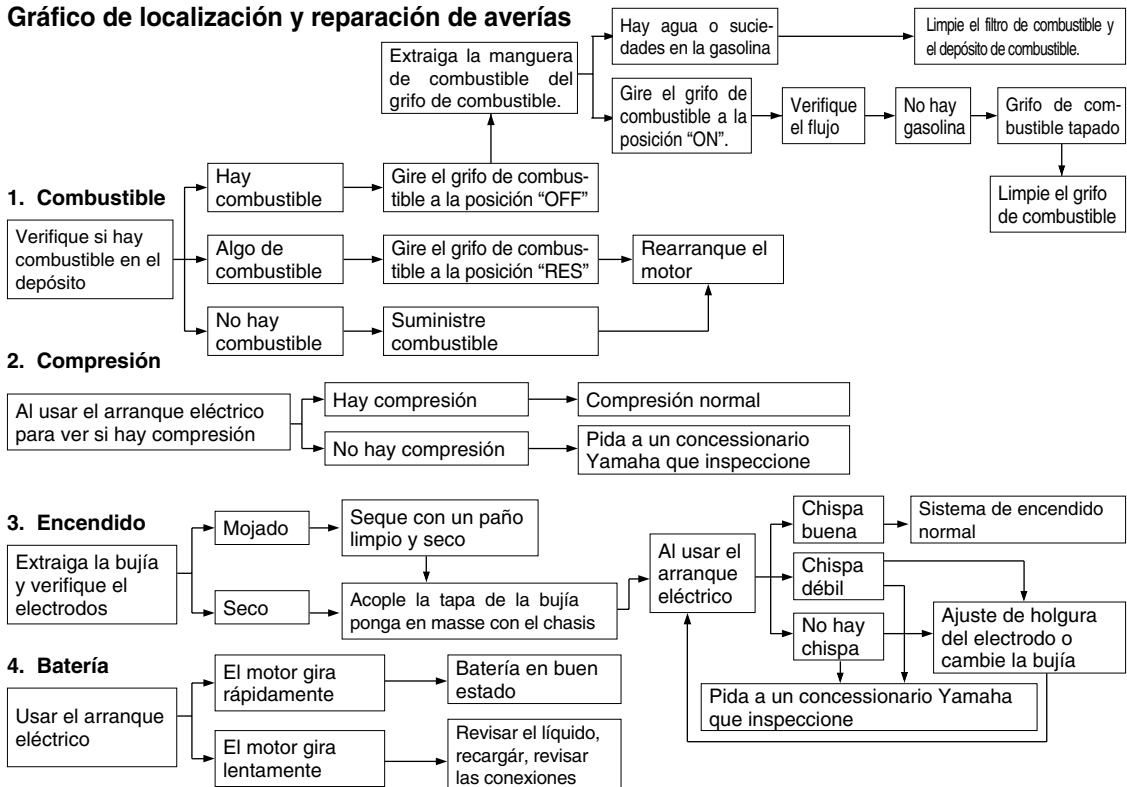 Gráfico de localización y reparación de averías
Extraiga la manguera
de combustible del
grifo de combustible.
Hay agua o sucie-
dades en la gasolina
Limpie el filtro de combustible y
el depósito de combustible.
Gire el grifo de
combustible a la
posición “ON”.
Verifique
el flujo
No hay
gasolina
Grifo de com-
bustible tapado
Limpie el grifo
de combustible
1. Combustible
Verifique si hay
combustible en el
depósito
Hay
combustible
Gire el grifo de combus-
tible a la posición “OFF”
Algo de
combustible
Gire el grifo de combus-
tible a la posición “RES”
Rearranque el
motor
No hay
combustible
Suministre
combustible
2. Compresión
Al usar el arranque eléctrico
para ver si hay compresión
Hay compresión
Compresión normal
No hay compresión
Pida a un concessionario
Yamaha que inspeccione
3. Encendido
Extraiga la bujía
y verifique el
electrodos
Mojado
Seque con un paño
limpio y seco
Seco
Acople la tapa de la bujía
ponga en masse con el chasis
Al usar el
arranque
eléctrico
Chispa
buena
Sistema de encendido
normal
Chispa
débil
No hay
chispa
Ajuste de holgura
del electrodo o
cambie la bujía
Pida a un concessionario Yamaha
que inspeccione
4. Batería
Usar el arranque
eléctrico
El motor gira
rápidamente
Batería en buen
estado
El motor gira
lentamente
Revisar el líquido,
recargár, revisar
las conexiones